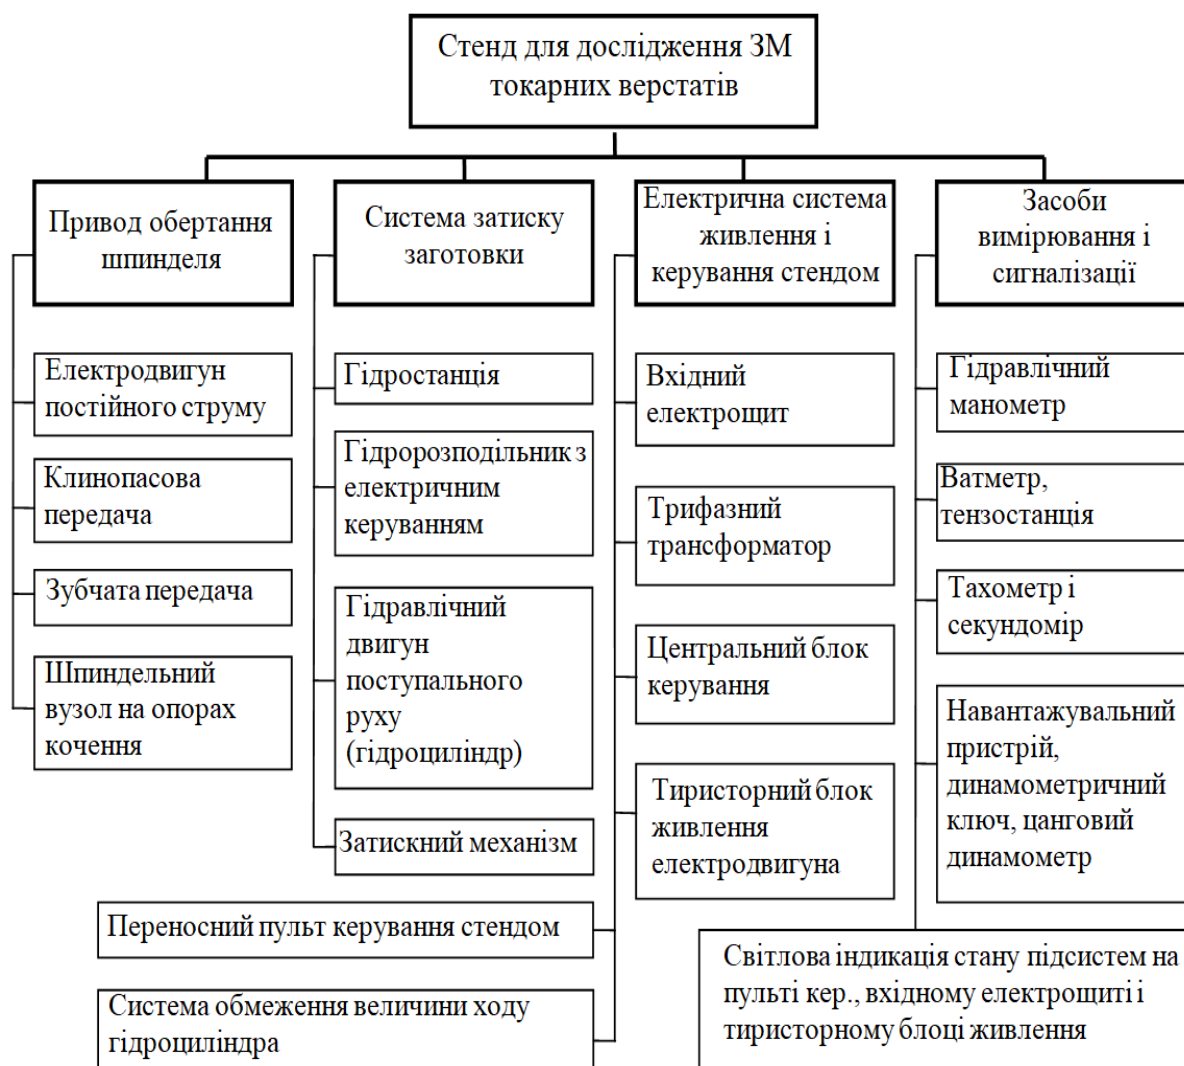 Стенд для дослідження ЗМ
токарних верстатів
Привод обертання
шпинделя
Електродвигун
постійного струму
Клинопасова
передача
Зубчата передача
Шпиндельний
вузол на опорах
кочення
Система затиску
заготовки
Гідростанція
Гідророзподільник з
електричним
керуванням
Гідравлічний
двигун
поступального
руху
(гідроциліндр)
Затискний механізм
Електрична система
живлення і
керування стендом
Вхідний
електрощит
Трифазний
трансформатор
Центральний блок
керування
Тиристорний блок
живлення
електродвигуна
Переносний пульт керування стендом
Система обмеження величини ходу
гідроциліндра
Засоби
вимірювання і
сигналізації
Гідравлічний
манометр
Ватметр,
тензостанція
Тахометр і
секундомір
Навантажувальний
пристрій,
динамометричний
ключ, цанговий
динамометр
Світлова індикація стану підсистем на
пульті кер., вхідному електрощиті і
тиристорному блоці живлення